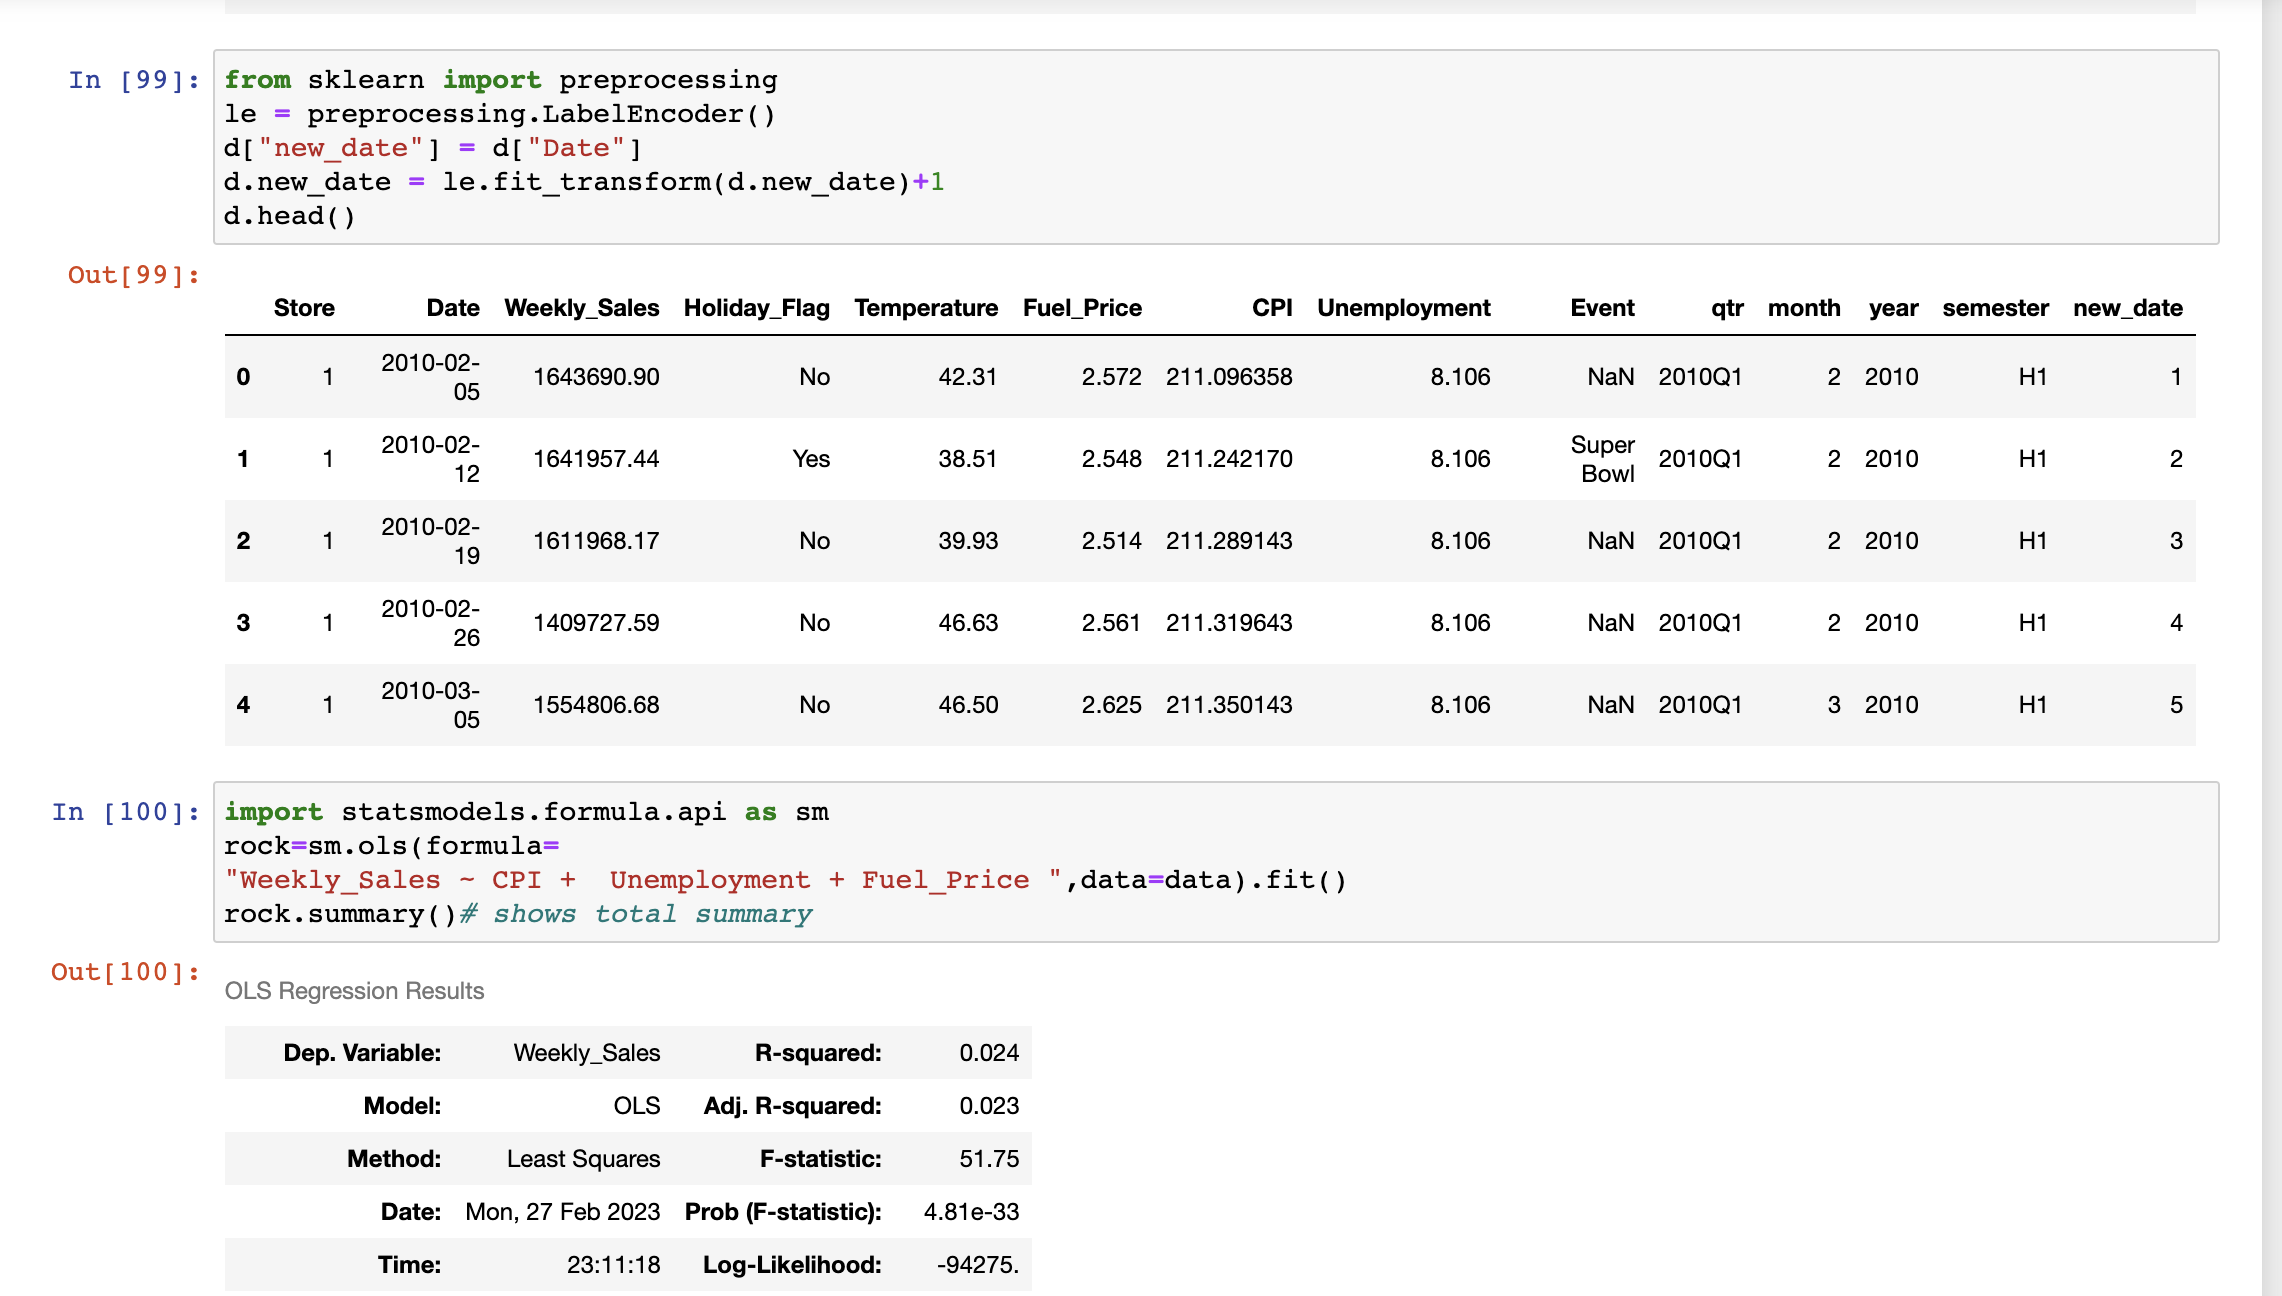 In [99]:
from sklearn import preprocessing
le = preprocessing.LabelEncoder()
d["new_date"] = d["Date"]
d.new_date = le.fit_transform(d.new_date)+1
d.head()
Out[99]:
Store Date Weekly_Sales Holiday_Flag Temperature Fuel_Price CPI Unemployment Event qtr month year semester new_date
0 1 2010-02-05 1643690.90 No 42.31 2.572 211.096358 8.106 NaN 2010Q1 2 2010 H1 1
1 1 2010-02-12 1641957.44 Yes 38.51 2.548 211.242170 8.106 Super Bowl 2010Q1 2 2010 H1 2
2 1 2010-02-19 1611968.17 No 39.93 2.514 211.289143 8.106 NaN 2010Q1 2 2010 H1 3
3 1 2010-02-26 1409727.59 No 46.63 2.561 211.319643 8.106 NaN 2010Q1 2 2010 H1 4
4 1 2010-03-05 1554806.68 No 46.50 2.625 211.350143 8.106 NaN 2010Q1 3 2010 H1 5
In [100]:
import statsmodels.formula.api as sm
rock=sm.ols(formula=
"Weekly_Sales ~ CPI +  Unemployment + Fuel_Price ",data=data).fit()
rock.summary()# shows total summary
Out[100]:
OLS Regression Results
Dep. Variable: Weekly_Sales R-squared: 0.024
Model: OLS Adj. R-squared: 0.023
Method: Least Squares F-statistic: 51.75
Date: Mon, 27 Feb 2023 Prob (F-statistic): 4.81e-33
Time: 23:11:18 Log-Likelihood: -94275.